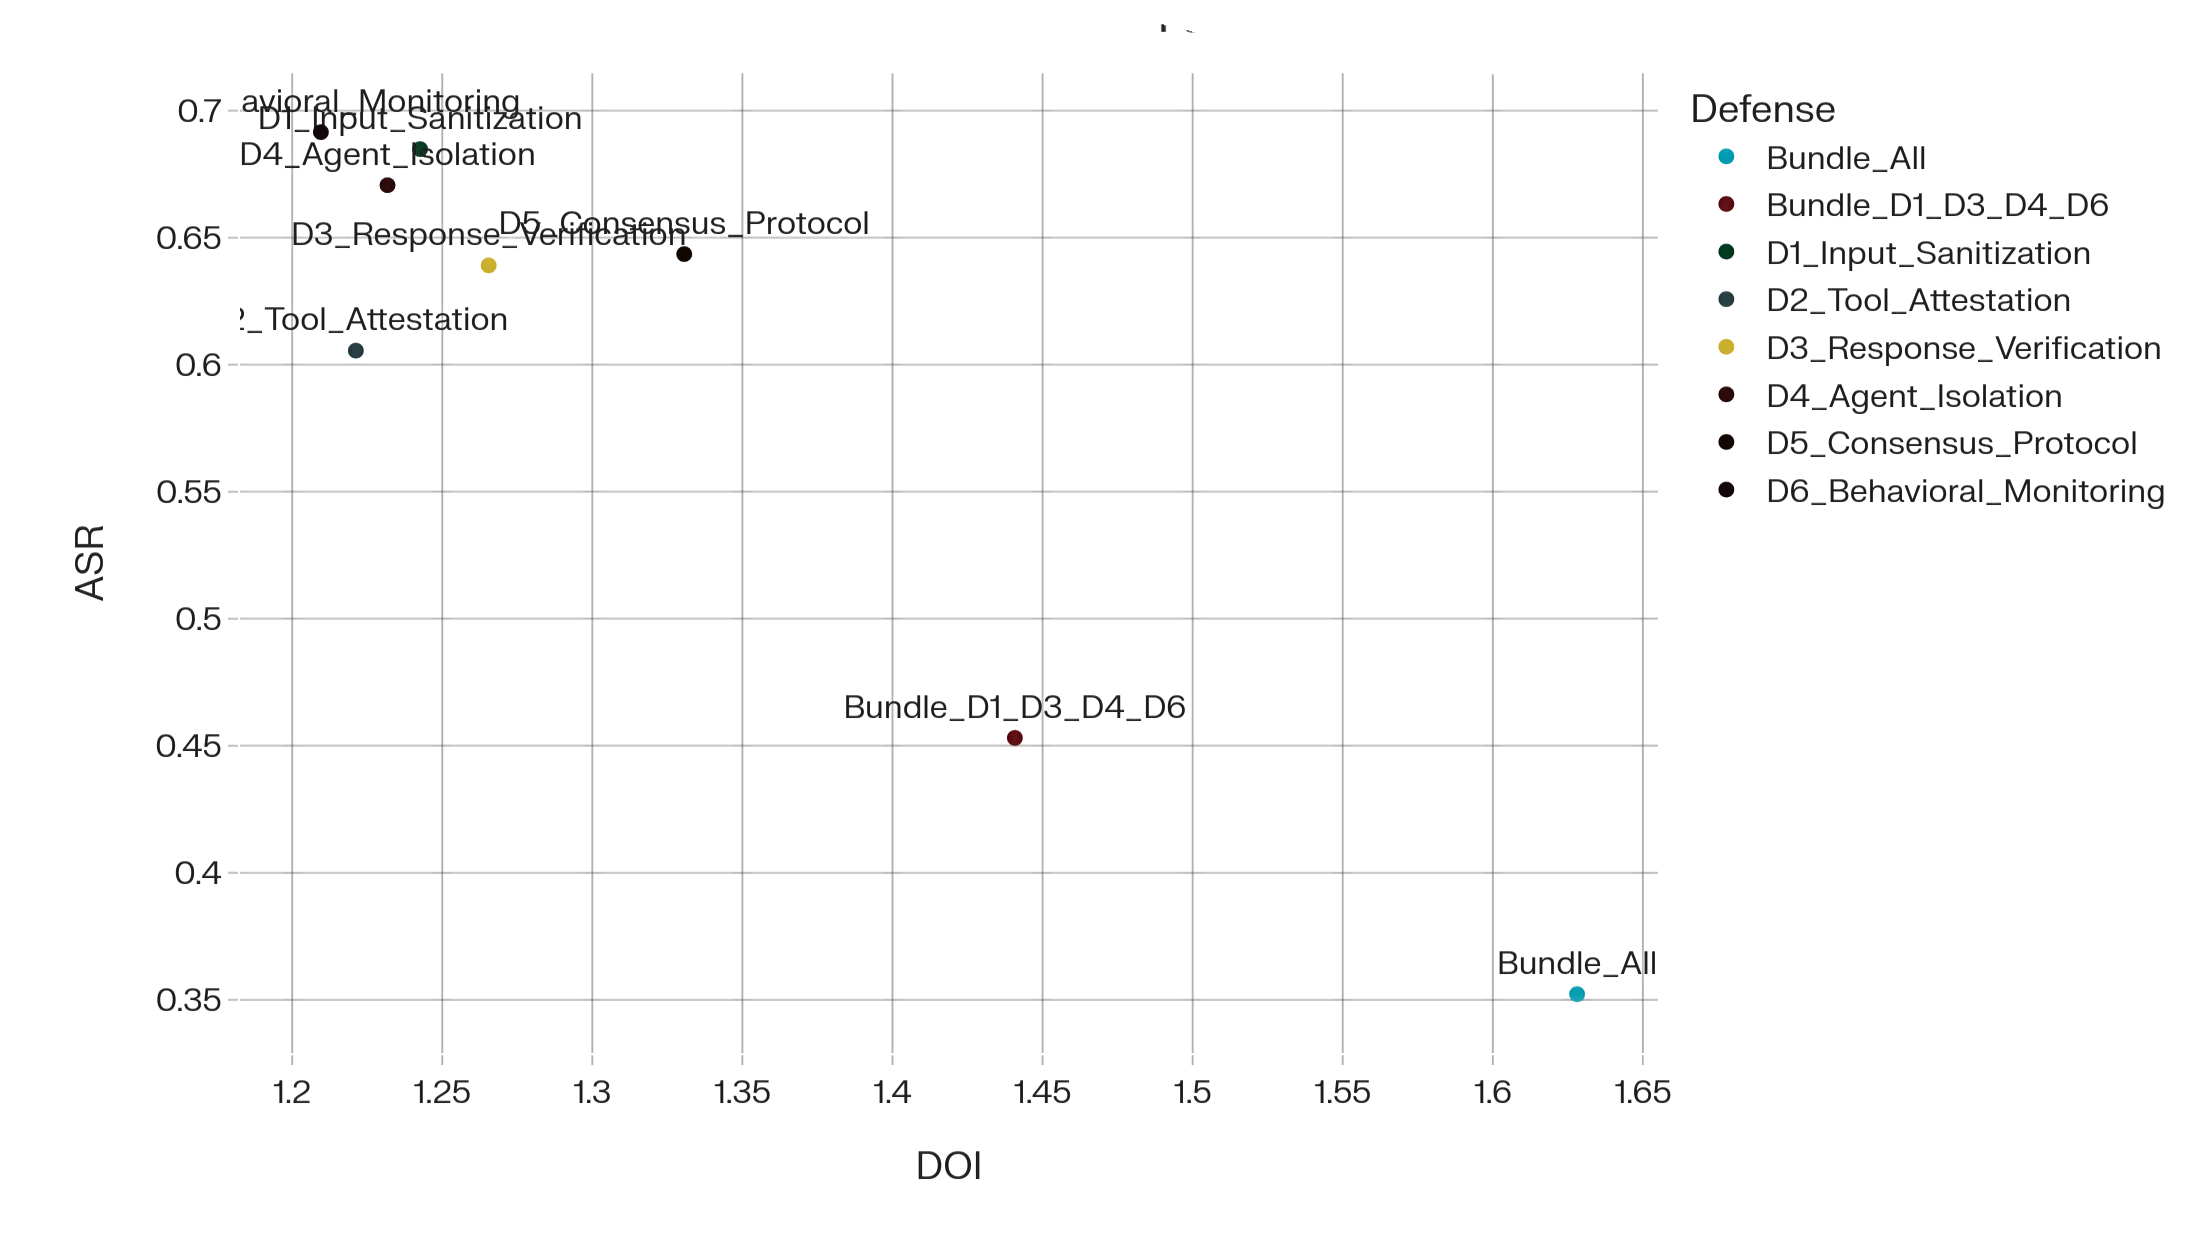 avioral_Monitoring
D1_Input_Sanitization
D4_Agent_Isolation
D5_Consensus_Protocol
D3_Response_Verification
_Tool_Attestation
Bundle_D1_D3_D4_D6
Bundle_All
0.7
0.65
0.6
0.55
0.5
0.45
0.4
0.35
ASR
1.2 1.25 1.3 1.35 1.4 1.45 1.5 1.55 1.6 1.65
DOI
Defense
Bundle_All
Bundle_D1_D3_D4_D6
D1_Input_Sanitization
D2_Tool_Attestation
D3_Response_Verification
D4_Agent_Isolation
D5_Consensus_Protocol
D6_Behavioral_Monitoring